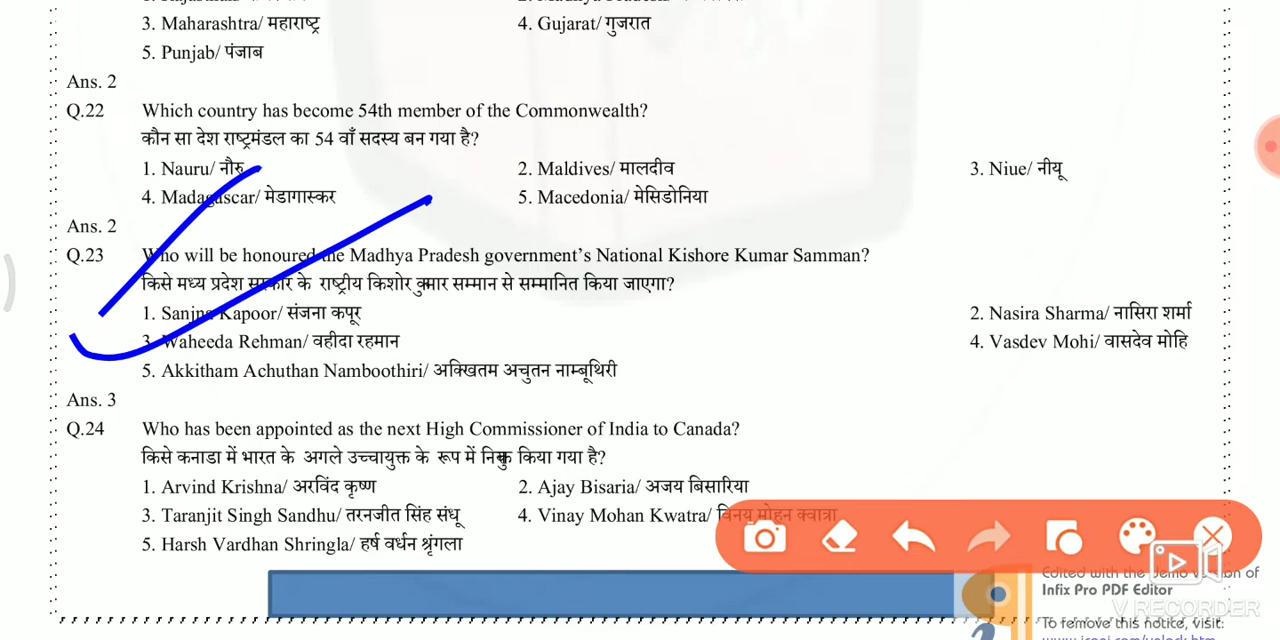 3. Maharashtra/ महाराष्ट्र 4. Gujarat/ गुजरात
5. Punjab/ पंजाब
Ans. 2
Q.22 Which country has become 54th member of the Commonwealth?
कौन सा देश राष्ट्रमंडल का 54 वाँ सदस्य बन गया है?
1. Nauru/ नौरु 2. Maldives/ मालदीव 3. Niue/ नीयू
4. Madagascar/ मेडागास्कर 5. Macedonia/ मेसिडोनिया
Ans. 2
Q.23 Who will be honoured the Madhya Pradesh government's National Kishore Kumar Samman?
किसे मध्य प्रदेश सरकार के राष्ट्रीय किशोर कुमार सम्मान से सम्मानित किया जाएगा?
1. Sanjna Kapoor/ संजना कपूर 2. Nasira Sharma/ नासिरा शर्मा
3. Waheeda Rehman/ वहीदा रहमान 4. Vasdev Mohi/ वासदेव मोहि
5. Akkitham Achuthan Namboothiri/ अक्खितम अचुतन नाम्बूथिरी
Ans. 3
Q.24 Who has been appointed as the next High Commissioner of India to Canada?
किसे कनाडा में भारत के अगले उच्चायुक्त के रूप में नियुक्त किया गया है?
1. Arvind Krishna/ अरविंद कृष्ण 2. Ajay Bisaria/ अजय बिसारिया
3. Taranjit Singh Sandhu/ तरनजीत सिंह संधू 4. Vinay Mohan Kwatra/ विनय मोहन क्वात्रा
5. Harsh Vardhan Shringla/ हर्ष वर्धन श्रृंगला
Edited with the demo version of
Infix Pro PDF Editor
V RECORDER
To remove this notice, visit: